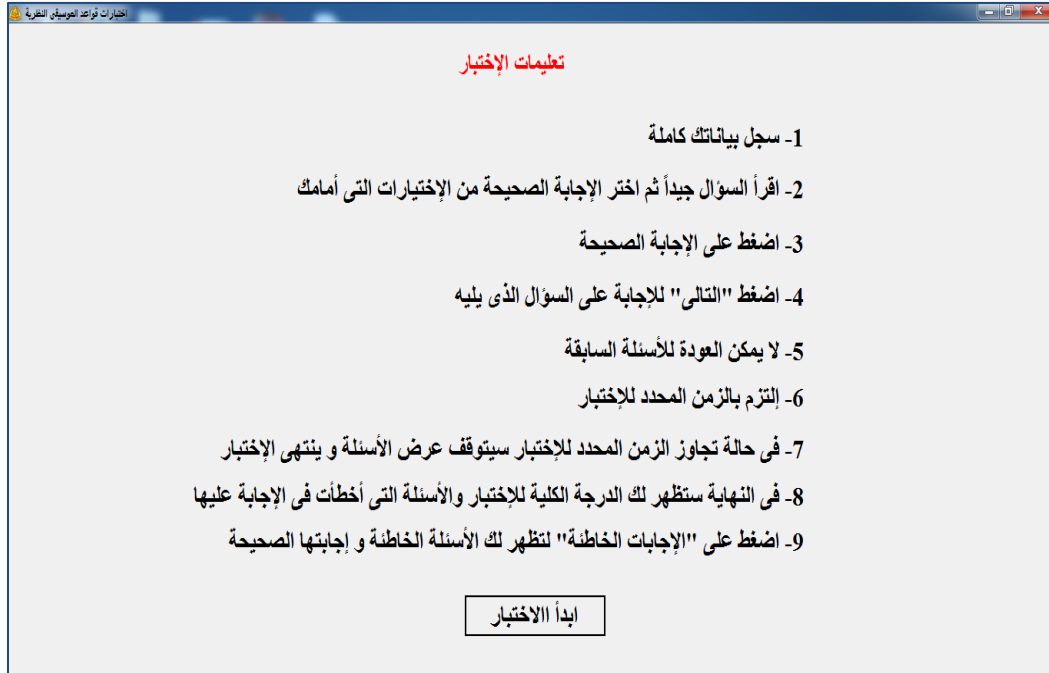 اختبارات قواعد الموسيقى النظرية
تعليمات الإختبار
1- سجل بياناتك كاملة
2- اقرأ السؤال جيداً ثم اختر الإجابة الصحيحة من الإختيارات التى أمامك
3- اضغط على الإجابة الصحيحة
4- اضغط "التالى" للإجابة على السؤال الذى يليه
5- لا يمكن العودة للأسئلة السابقة
6- إلتزم بالزمن المحدد للإختبار
7- فى حالة تجاوز الزمن المحدد للإختبار سيتوقف عرض الأسئلة و ينتهى الإختبار
8- فى النهاية ستظهر لك الدرجة الكلية للإختبار والأسئلة التى أخطأت فى الإجابة عليها
9- اضغط على "الإجابات الخاطئة" لتظهر لك الأسئلة الخاطئة و إجابتها الصحيحة
ابدأ االاختبار